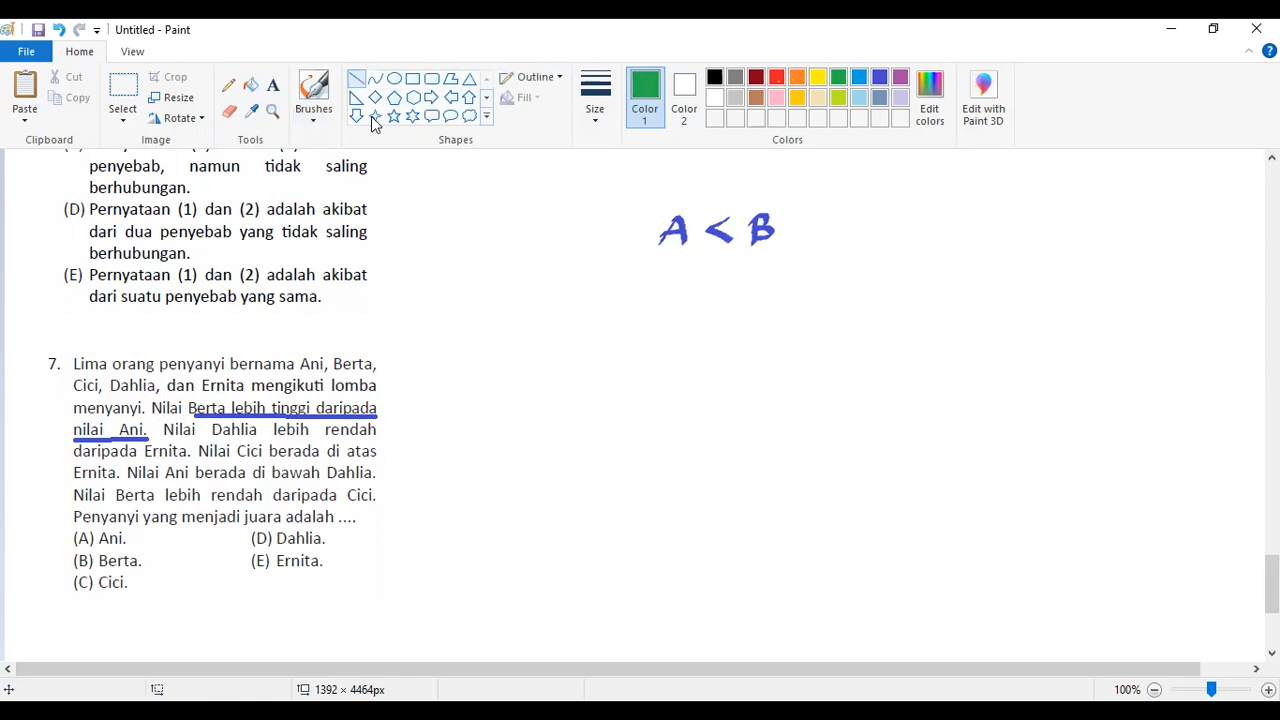 Untitled - Paint
File Home View
Paste
Cut
Copy
Clipboard
Select
Crop
Resize
Rotate
Image
A
Tools
Brushes
Outline
Fill
Shapes
Size
Color 1
Color 2
Edit colors
Edit with Paint 3D
Colors
penyebab, namun tidak saling
berhubungan.
(D) Pernyataan (1) dan (2) adalah akibat
dari dua penyebab yang tidak saling
berhubungan.
(E) Pernyataan (1) dan (2) adalah akibat
dari suatu penyebab yang sama.
A < B
7. Lima orang penyanyi bernama Ani, Berta,
Cici, Dahlia, dan Ernita mengikuti lomba
menyanyi. Nilai Berta lebih tinggi daripada
nilai Ani. Nilai Dahlia lebih rendah
daripada Ernita. Nilai Cici berada di atas
Ernita. Nilai Ani berada di bawah Dahlia.
Nilai Berta lebih rendah daripada Cici.
Penyanyi yang menjadi juara adalah ....
(A) Ani. (D) Dahlia.
(B) Berta. (E) Ernita.
(C) Cici.
1392 × 4464px
100%